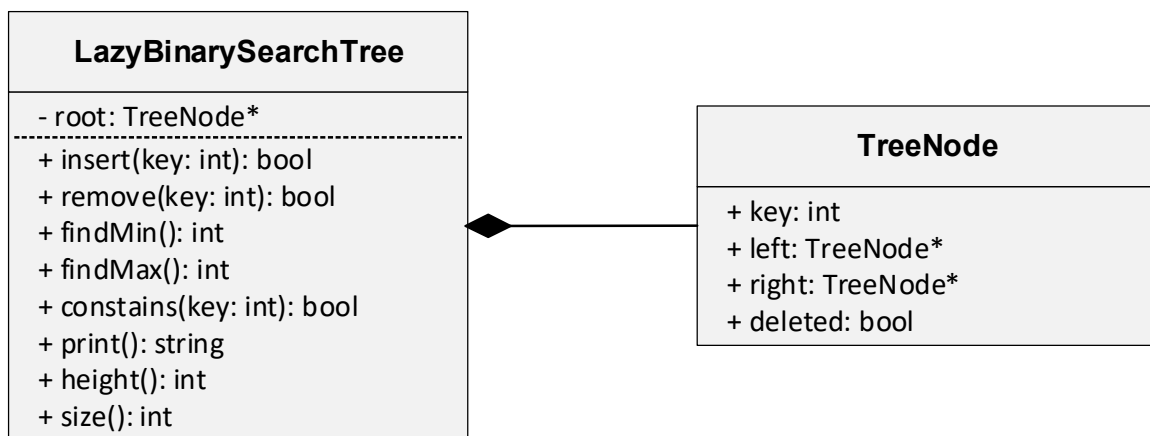 LazyBinarySearchTree
- root: TreeNode*
+ insert(key: int): bool
+ remove(key: int): bool
+ findMin(): int
+ findMax(): int
+ constains(key: int): bool
+ print(): string
+ height(): int
+ size(): int
TreeNode
+ key: int
+ left: TreeNode*
+ right: TreeNode*
+ deleted: bool